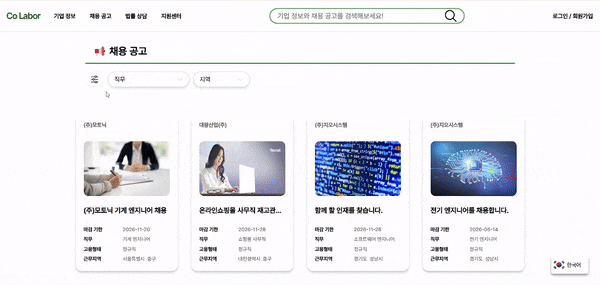 Co Labor
기업 정보 채용 공고 법률 상담 지원센터
기업 정보와 채용 공고를 검색해보세요!
로그인 / 회원가입
채용 공고
직무 지역
(주)모토닉
(주)모토닉 기계 엔지니어 채용
마감 기한 2026-11-20
직무 기계 엔지니어
고용형태 정규직
근무지역 서울특별시 중구
대왕산업(주)
온라인쇼핑몰 사무직 재고관...
마감 기한 2026-11-28
직무 쇼핑몰 사무직
고용형태 정규직
근무지역 대전광역시 중구
(주)지오시스템
함께 할 인재를 찾습니다.
마감 기한 2026-11-28
직무 소프트웨어 엔지니어
고용형태 정규직
근무지역 경기도 성남시
(주)지오시스템
전기 엔지니어를 채용합니다.
마감 기한 2026-06-14
직무 전기 엔지니어
고용형태 정규직
근무지역 경기도 성남시
한국어